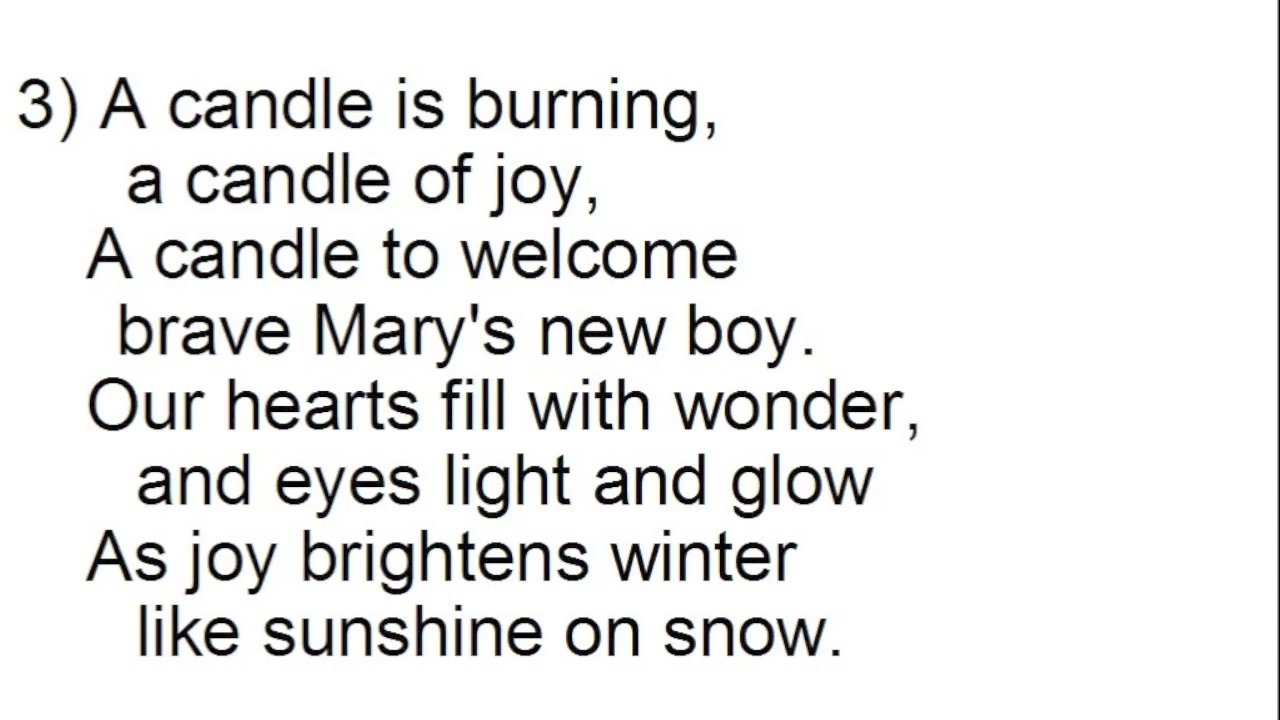 3) A candle is burning,
a candle of joy,
A candle to welcome
brave Mary's new boy.
Our hearts fill with wonder,
and eyes light and glow
As joy brightens winter
like sunshine on snow.